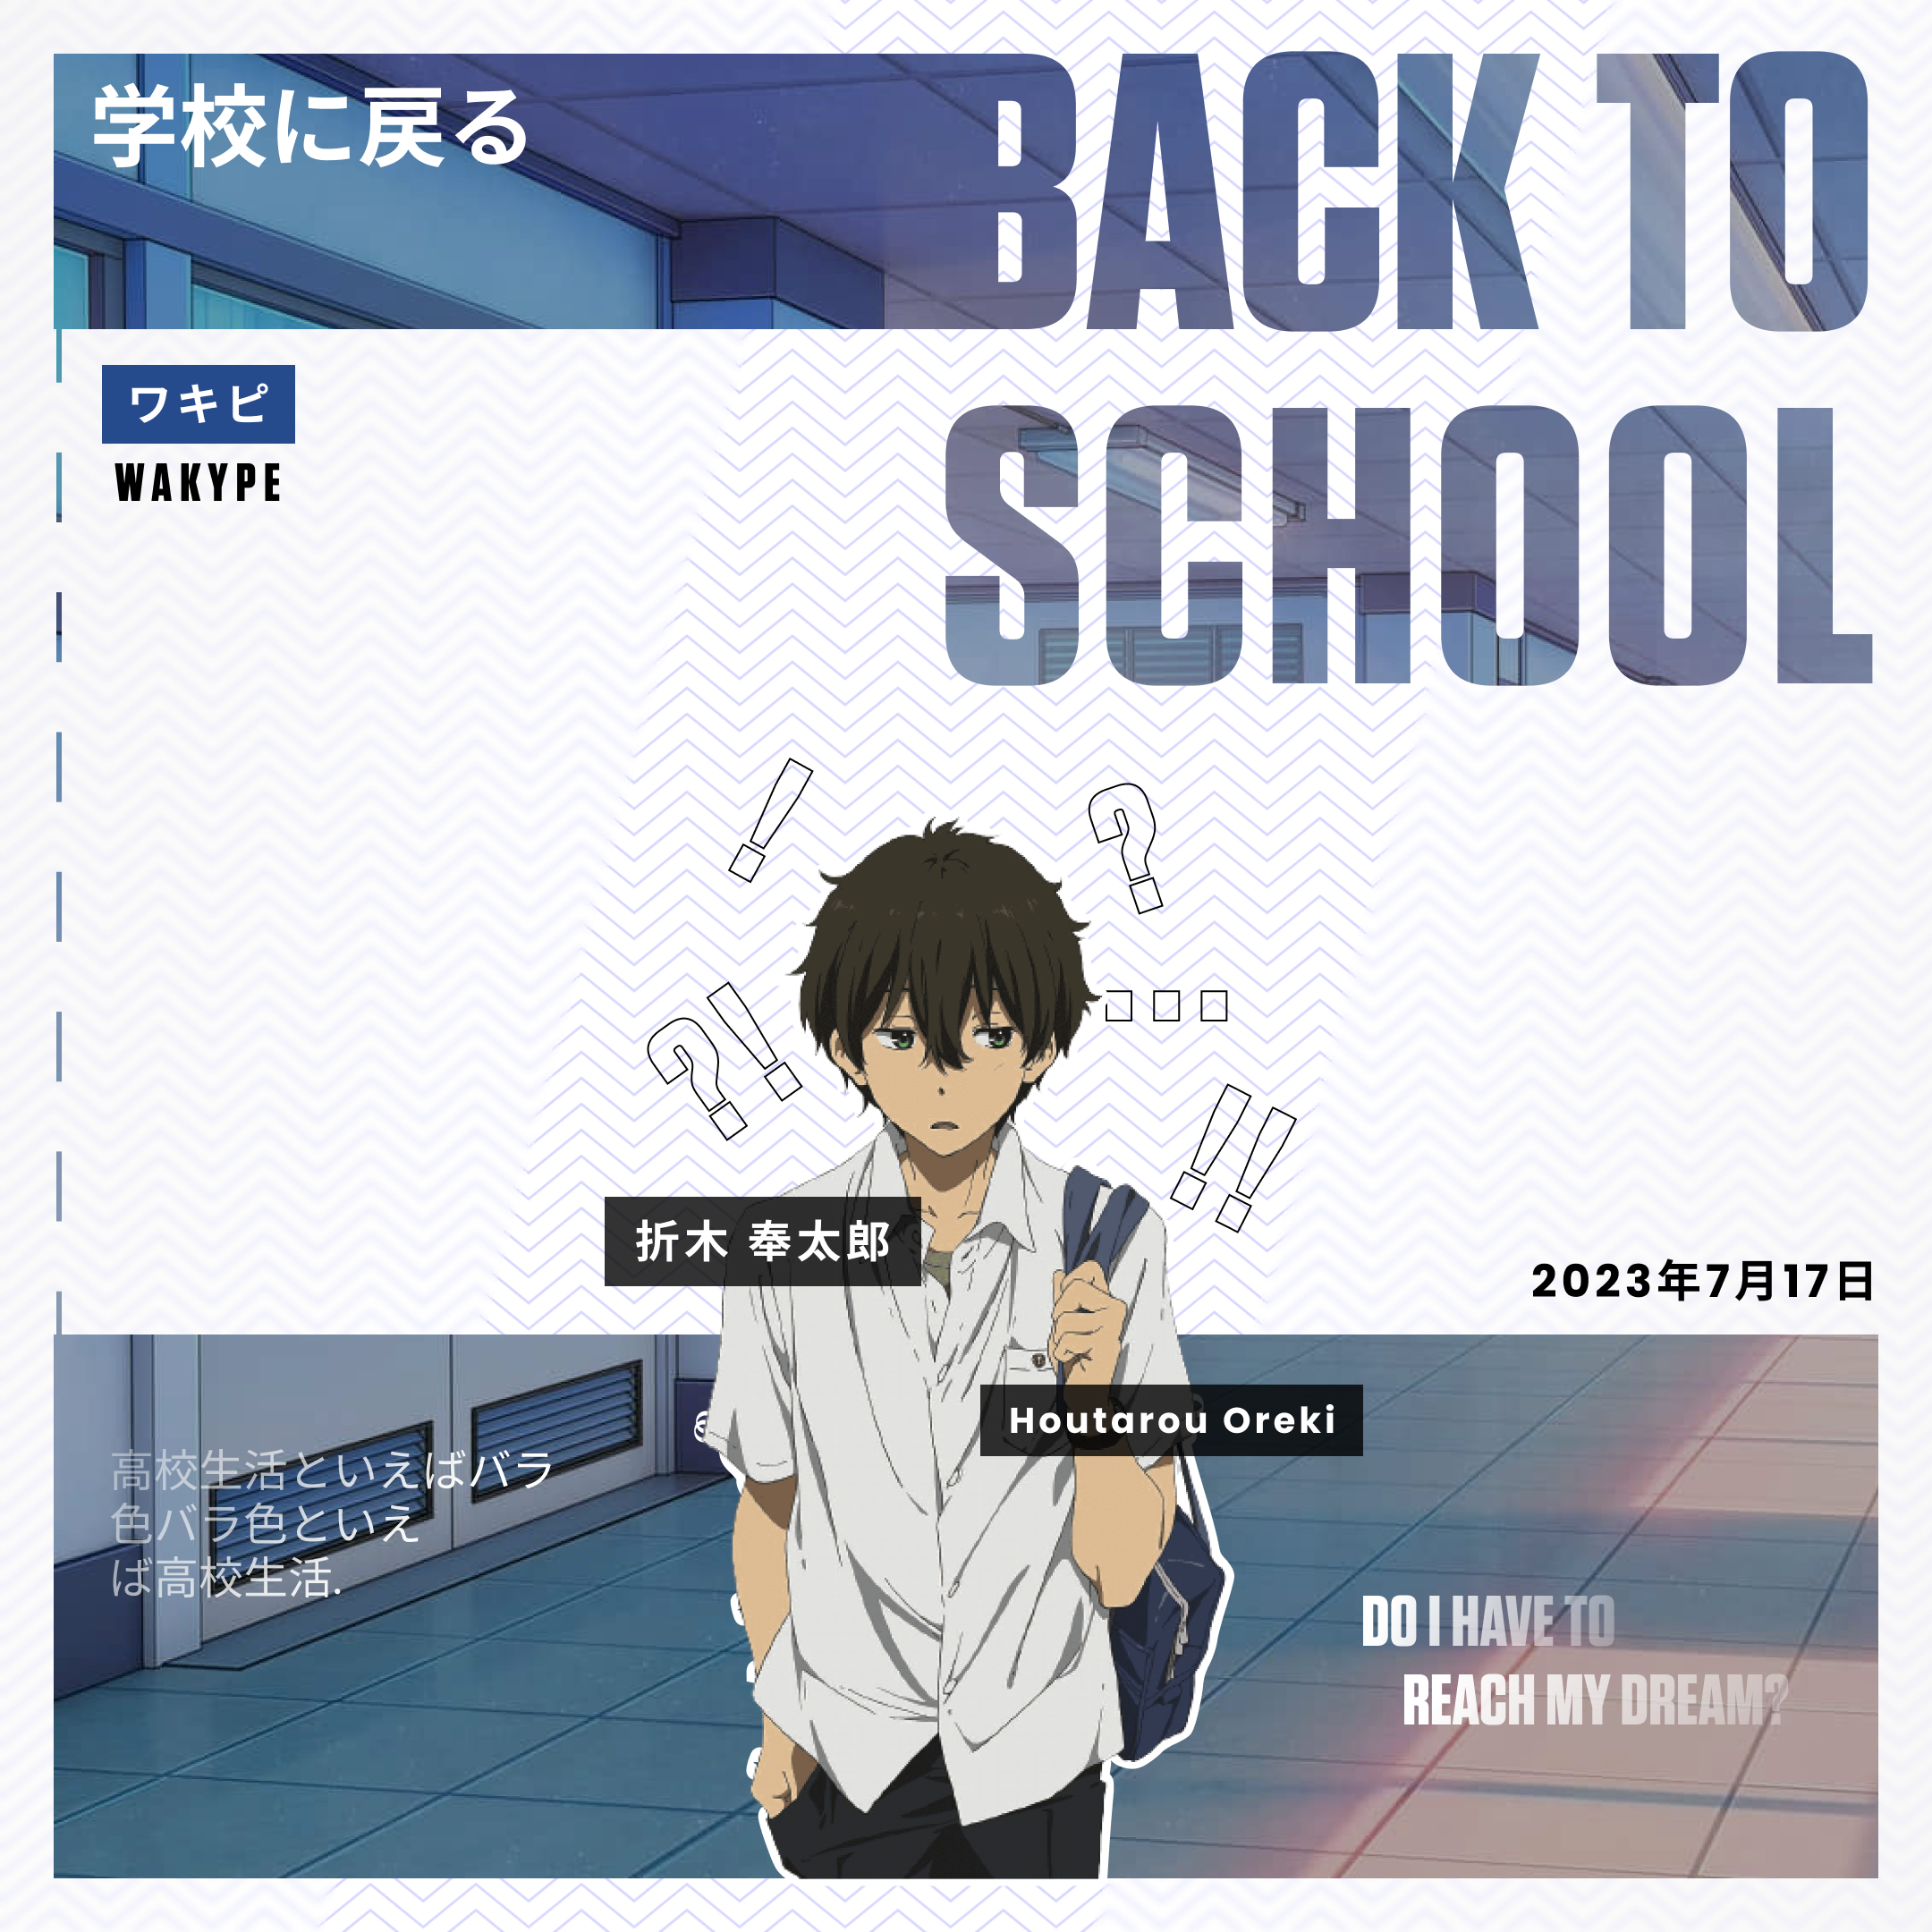 学校に戻る
BACK TO
SCHOOL
ワキピ
WAKYPE
!
?
?!
...
!!
折木 奉太郎
2023年7月17日
Houtarou Oreki
高校生活といえばバラ
色バラ色といえ
ば高校生活.
DO I HAVE TO
REACH MY DREAM?